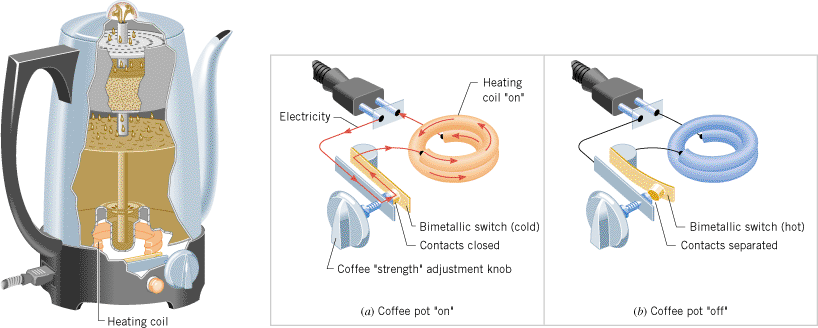 Heating coil
Electricity
Heating
coil "on"
Bimetallic switch (cold)
Contacts closed
Coffee "strength" adjustment knob
(a) Coffee pot "on"
Bimetallic switch (hot)
Contacts separated
(b) Coffee pot "off"